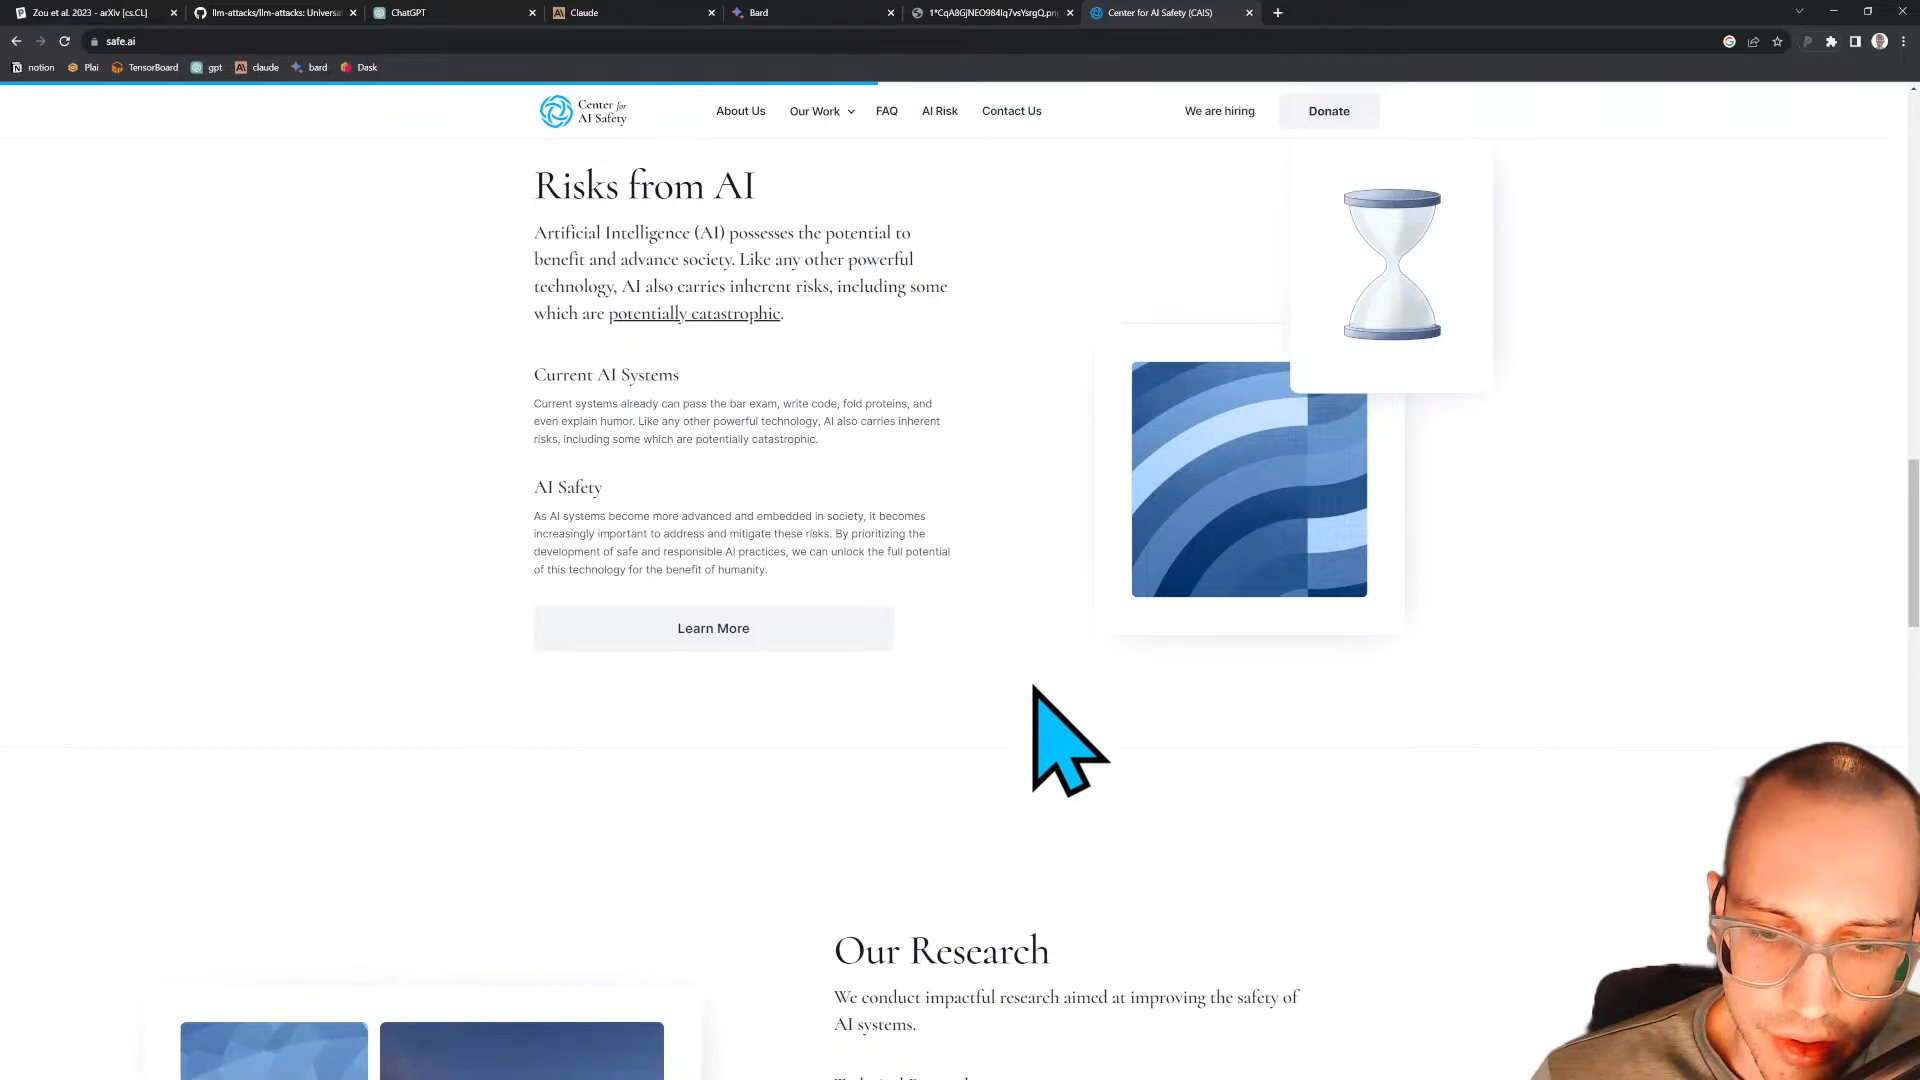 Zou et al. 2023 - arXiv [cs.CL]
llm-attacks/llm-attacks: Universa
ChatGPT
Claude
Bard
1*CqA8GjNEO984Iq7vsYsrgQ.png
Center for AI Safety (CAIS)
safe.ai
notion
Plai
TensorBoard
gpt
claude
bard
Dask
Center for
AI Safety
About Us
Our Work
FAQ
AI Risk
Contact Us
We are hiring
Donate
Risks from AI
Artificial Intelligence (AI) possesses the potential to
benefit and advance society. Like any other powerful
technology, AI also carries inherent risks, including some
which are potentially catastrophic.
Current AI Systems
Current systems already can pass the bar exam, write code, fold proteins, and
even explain humor. Like any other powerful technology, AI also carries inherent
risks, including some which are potentially catastrophic.
AI Safety
As AI systems become more advanced and embedded in society, it becomes
increasingly important to address and mitigate these risks. By prioritizing the
development of safe and responsible AI practices, we can unlock the full potential
of this technology for the benefit of humanity.
Learn More
Our Research
We conduct impactful research aimed at improving the safety of
AI systems.